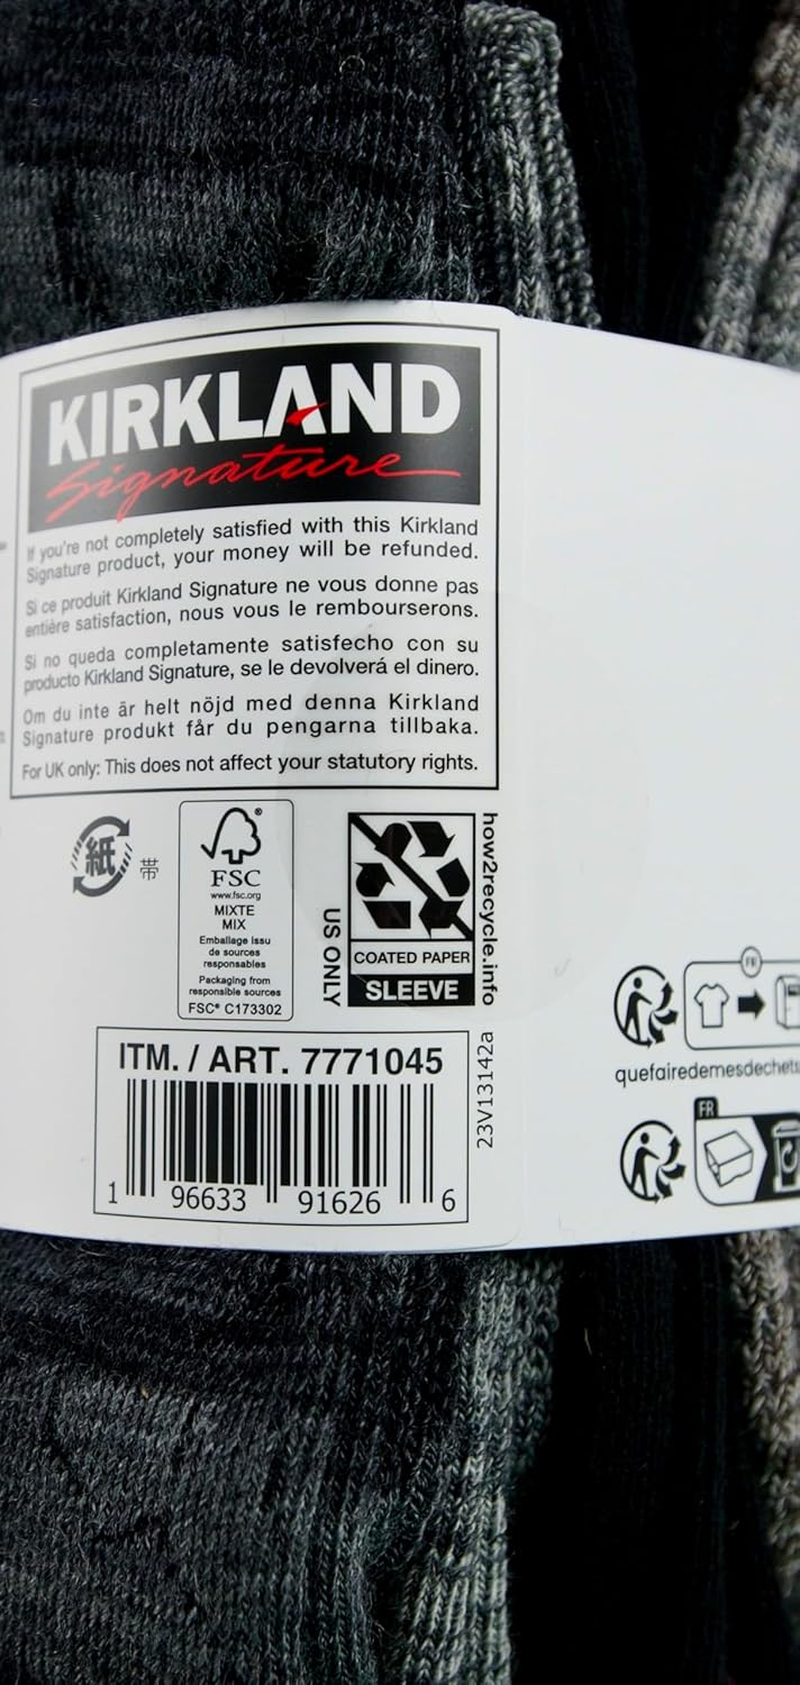 KIRKLAND
Signature
If you're not completely satisfied with this Kirkland
Signature product, your money will be refunded.
Si ce produit Kirkland Signature ne vous donne pas
entière satisfaction, nous vous le rembourserons.
Si no queda completamente satisfecho con su
producto Kirkland Signature, se le devolverá el dinero.
Om du inte är helt nöjd med denna Kirkland
Signature produkt får du pengarna tillbaka.
For UK only: This does not affect your statutory rights.
紙
帯
FSC®
www.fsc.org
MIXTE
MIX
Emballage issu
de sources
responsables
Packaging from
responsible sources
FSC® C173302
US ONLY
COATED PAPER
SLEEVE
how2recycle.info
ITM. / ART. 7771045
1 96633 91626 6
23V13142a
FR
quefairedemesdechets
FR